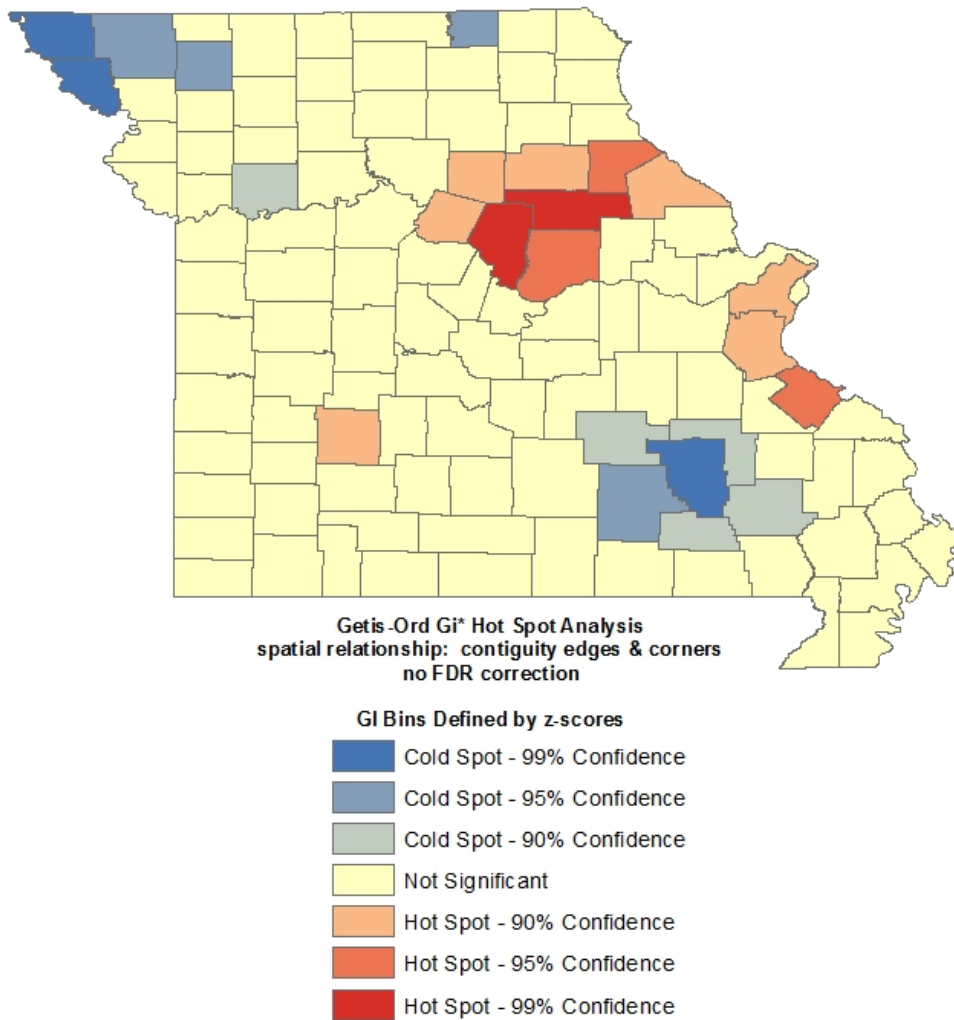 Getis-Ord Gi* Hot Spot Analysis
spatial relationship: contiguity edges & corners
no FDR correction
GI Bins Defined by z-scores
Cold Spot - 99% Confidence
Cold Spot - 95% Confidence
Cold Spot - 90% Confidence
Not Significant
Hot Spot - 90% Confidence
Hot Spot - 95% Confidence
Hot Spot - 99% Confidence